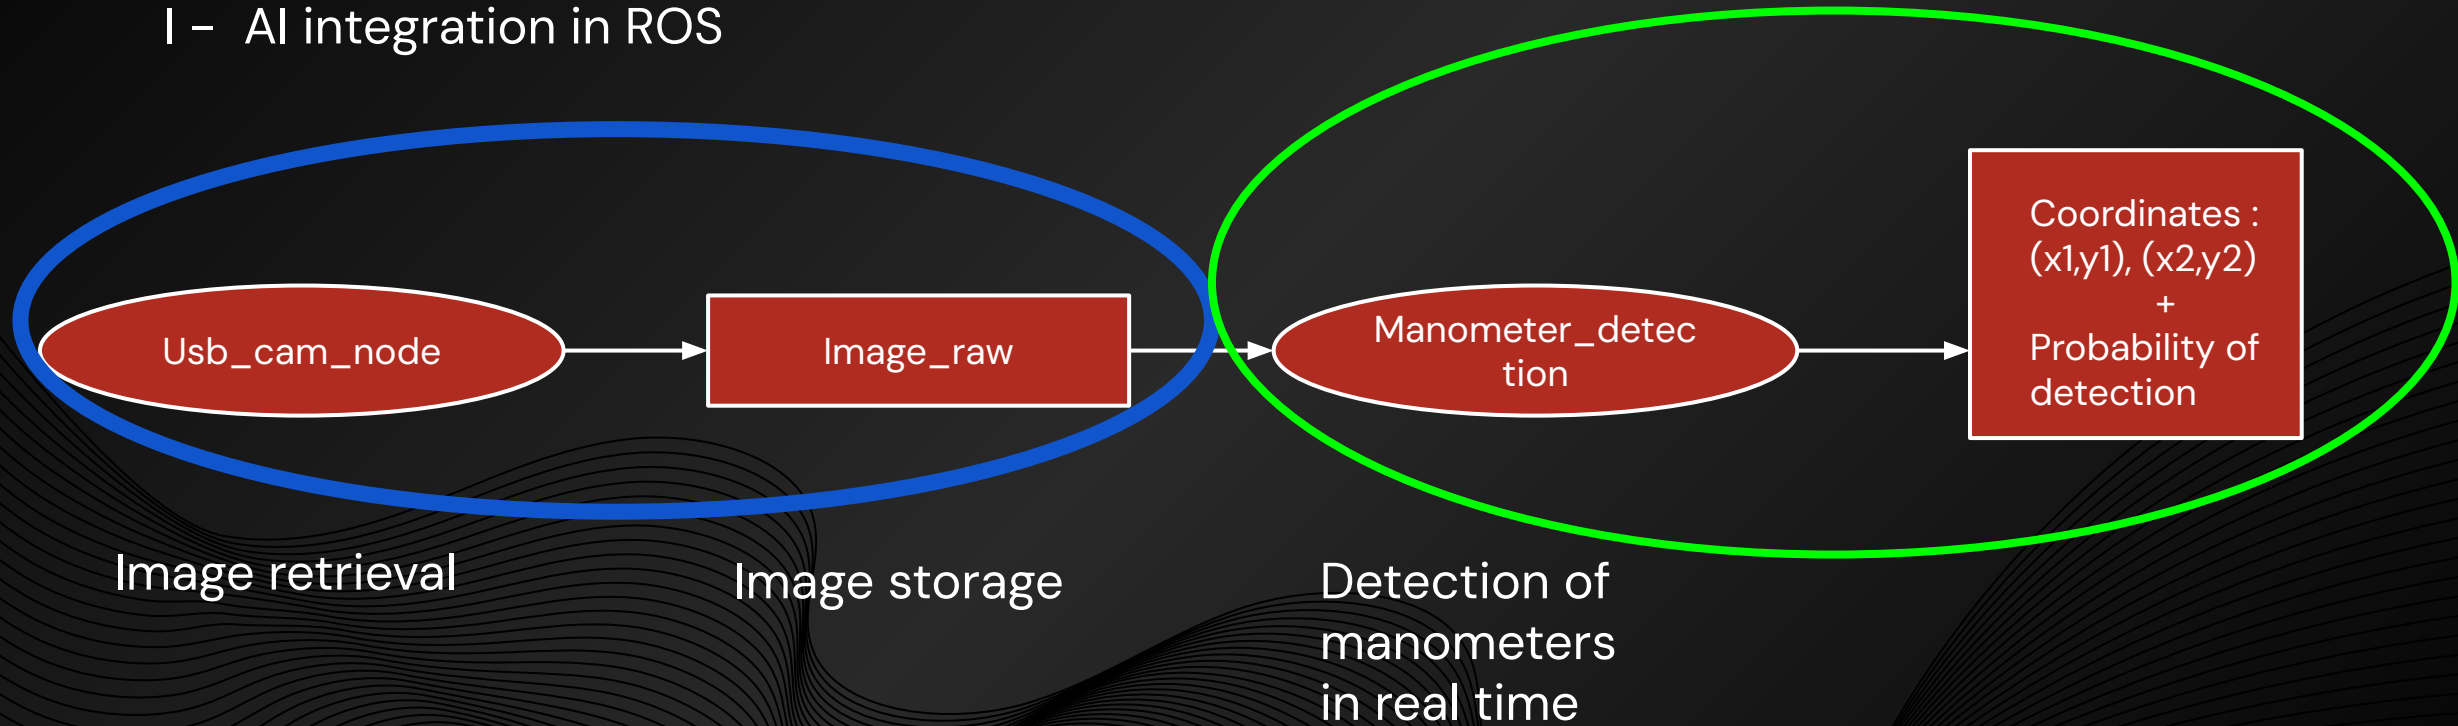 I - AI integration in ROS
Usb_cam_node
Image_raw
Manometer_detec
tion
Coordinates :
(x1,y1), (x2,y2)
+
Probability of
detection
Image retrieval
Image storage
Detection of
manometers
in real time